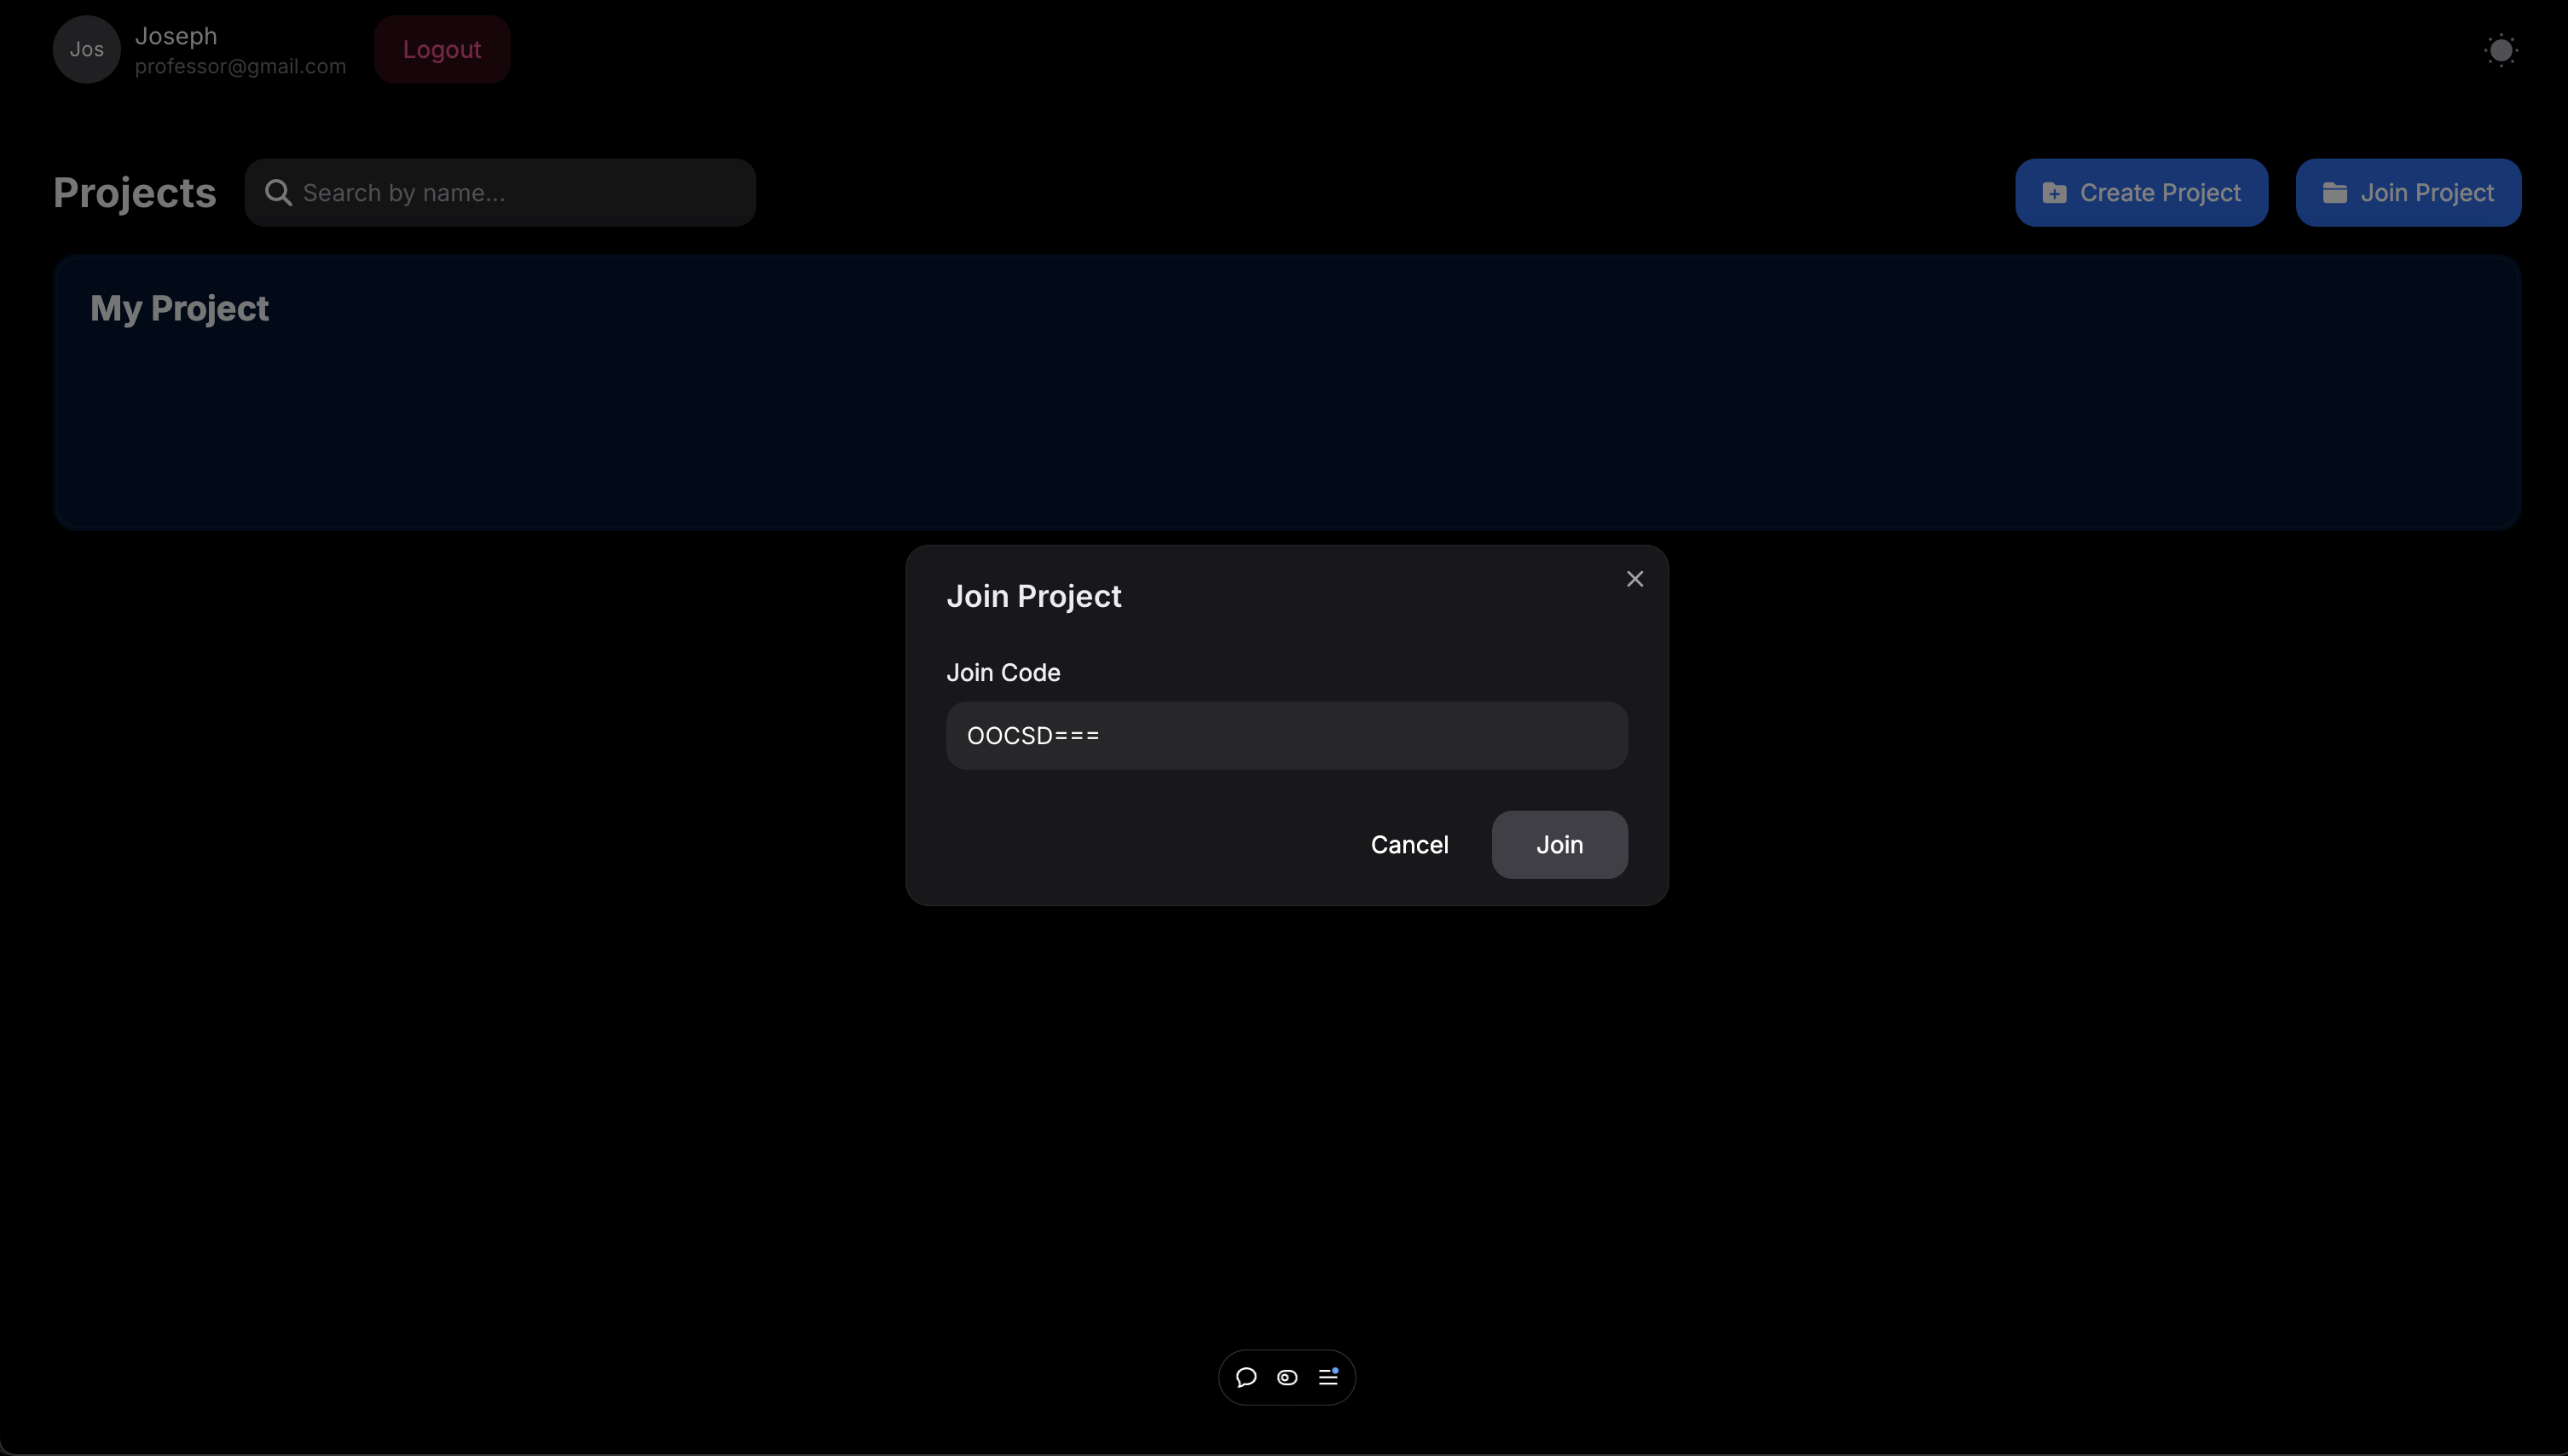 Jos
Joseph
professor@gmail.com
Logout
Projects
Search by name...
Create Project
Join Project
My Project
Join Project
Join Code
OOCSD===
Cancel
Join